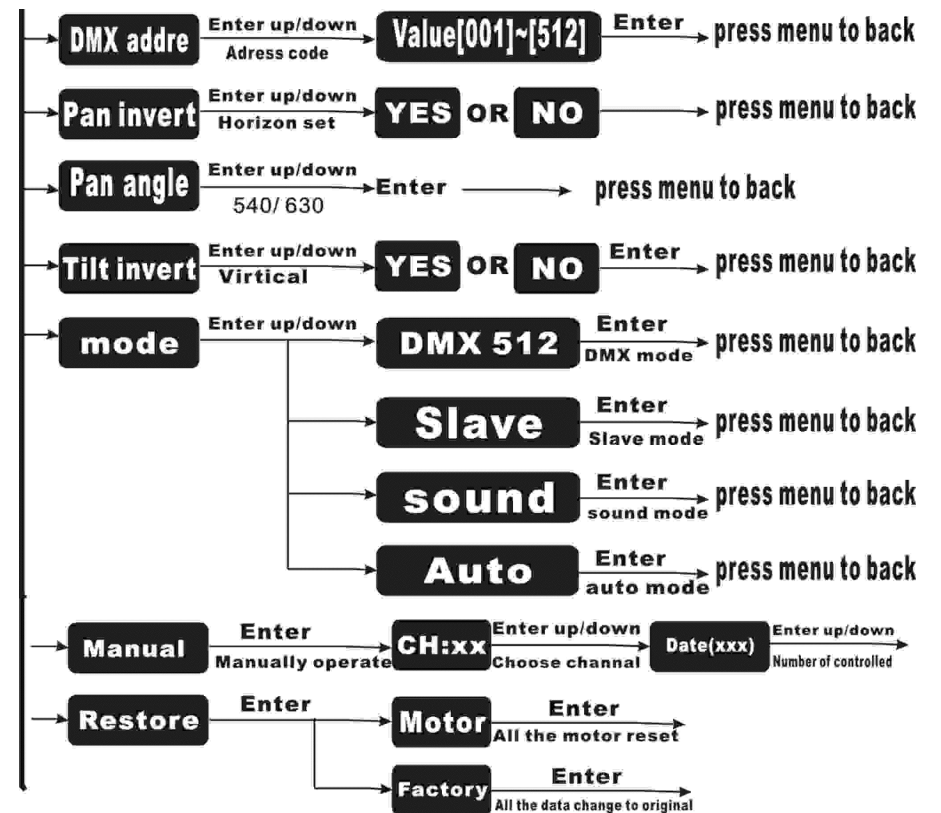 DMX addre Enter up/down Adress code Value[001]~[512] Enter press menu to back
Pan invert Enter up/down Horizon set YES OR NO press menu to back
Pan angle Enter up/down 540/ 630 Enter press menu to back
Tilt invert Enter up/down Virtical YES OR NO Enter press menu to back
mode Enter up/down DMX 512 Enter DMX mode press menu to back
Slave Enter Slave mode press menu to back
sound Enter sound mode press menu to back
Auto Enter auto mode press menu to back
Manual Enter Manually operate CH:xx Enter up/down Choose channal Date(xxx) Enter up/down Number of controlled
Restore Enter Motor Enter All the motor reset
Factory Enter All the data change to original